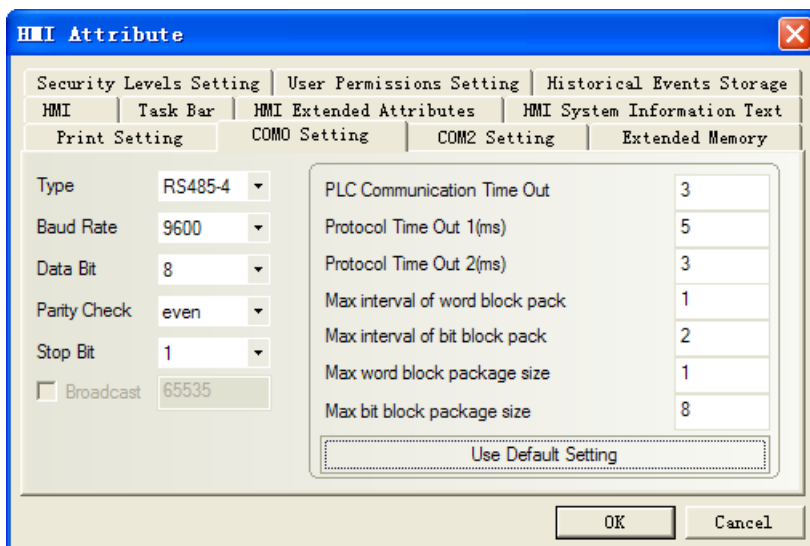 HMI Attribute
Security Levels Setting User Permissions Setting Historical Events Storage
HMI Task Bar HMI Extended Attributes HMI System Information Text
Print Setting COM0 Setting COM2 Setting Extended Memory
Type RS485-4
Baud Rate 9600
Data Bit 8
Parity Check even
Stop Bit 1
Broadcast 65535
PLC Communication Time Out 3
Protocol Time Out 1(ms) 5
Protocol Time Out 2(ms) 3
Max interval of word block pack 1
Max interval of bit block pack 2
Max word block package size 1
Max bit block package size 8
Use Default Setting
OK Cancel